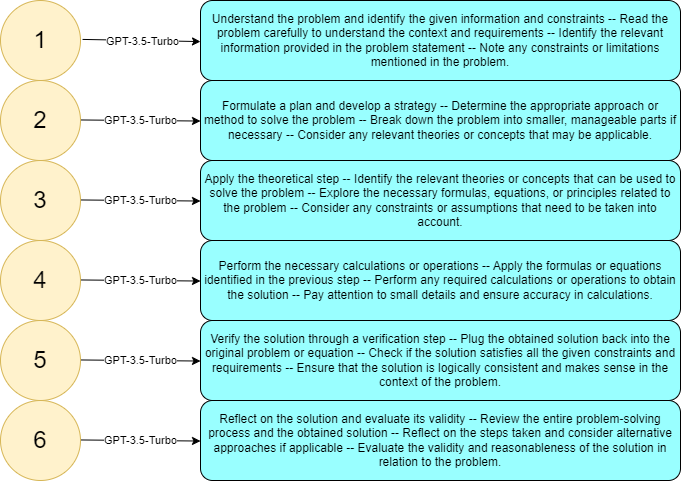 1
GPT-3.5-Turbo
Understand the problem and identify the given information and constraints -- Read the
problem carefully to understand the context and requirements -- Identify the relevant
information provided in the problem statement -- Note any constraints or limitations
mentioned in the problem.
2
GPT-3.5-Turbo
Formulate a plan and develop a strategy -- Determine the appropriate approach or
method to solve the problem -- Break down the problem into smaller, manageable parts if
necessary -- Consider any relevant theories or concepts that may be applicable.
3
GPT-3.5-Turbo
Apply the theoretical step -- Identify the relevant theories or concepts that can be used to
solve the problem -- Explore the necessary formulas, equations, or principles related to
the problem -- Consider any constraints or assumptions that need to be taken into
account.
4
GPT-3.5-Turbo
Perform the necessary calculations or operations -- Apply the formulas or equations
identified in the previous step -- Perform any required calculations or operations to obtain
the solution -- Pay attention to small details and ensure accuracy in calculations.
5
GPT-3.5-Turbo
Verify the solution through a verification step -- Plug the obtained solution back into the
original problem or equation -- Check if the solution satisfies all the given constraints and
requirements -- Ensure that the solution is logically consistent and makes sense in the
context of the problem.
6
GPT-3.5-Turbo
Reflect on the solution and evaluate its validity -- Review the entire problem-solving
process and the obtained solution -- Reflect on the steps taken and consider alternative
approaches if applicable -- Evaluate the validity and reasonableness of the solution in
relation to the problem.